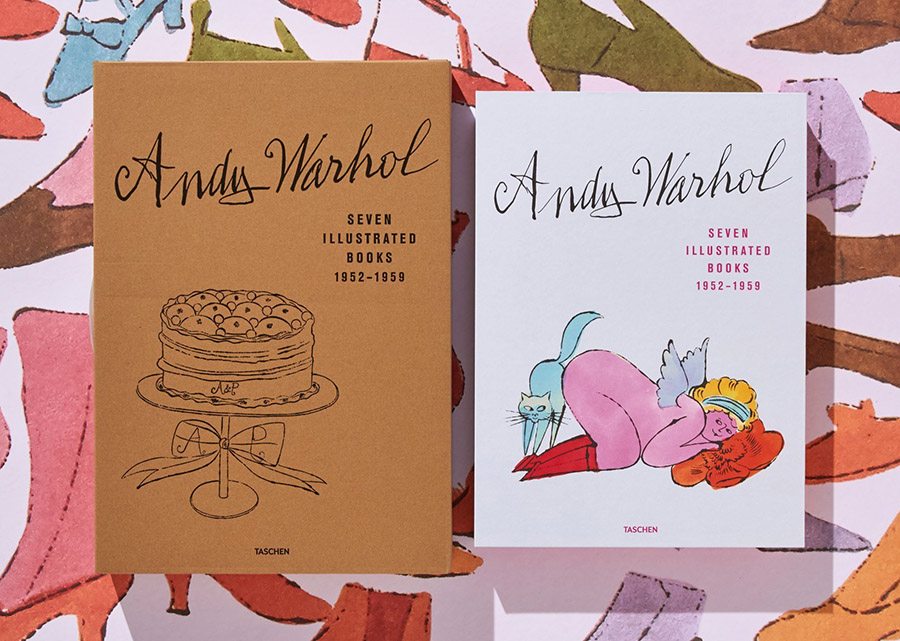 Andy Warhol
SEVEN
ILLUSTRATED
BOOKS
1952–1959
A&P
A P
TASCHEN
Andy Warhol
SEVEN
ILLUSTRATED
BOOKS
1952–1959
TASCHEN